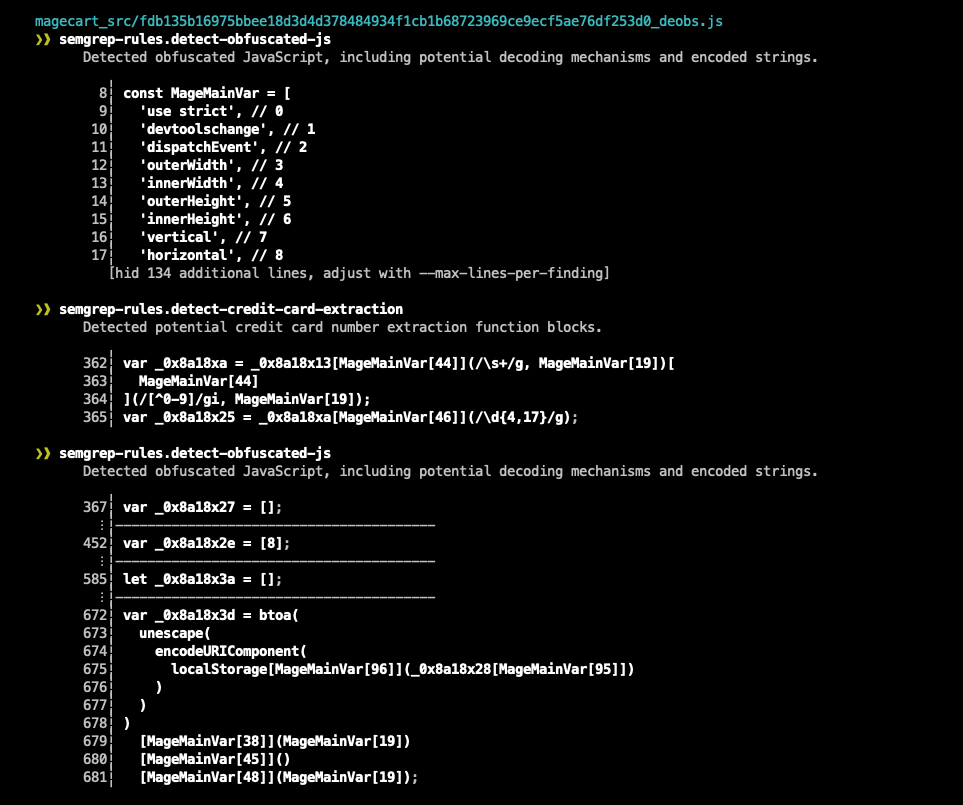 magecart_src/fdb135b16975bbee18d3d4d378484934f1cb1b68723969ce9ecf5ae76df253d0_deobs.js
❯❯ semgrep-rules.detect-obfuscated-js
Detected obfuscated JavaScript, including potential decoding mechanisms and encoded strings.
8┆ const MageMainVar = [
9┆   'use strict', // 0
10┆   'devtoolschange', // 1
11┆   'dispatchEvent', // 2
12┆   'outerWidth', // 3
13┆   'innerWidth', // 4
14┆   'outerHeight', // 5
15┆   'innerHeight', // 6
16┆   'vertical', // 7
17┆   'horizontal', // 8
[hid 134 additional lines, adjust with --max-lines-per-finding]
❯❯ semgrep-rules.detect-credit-card-extraction
Detected potential credit card number extraction function blocks.
362┆ var _0x8a18xa = _0x8a18x13[MageMainVar[44]](/\s+/g, MageMainVar[19])[
363┆   MageMainVar[44]
364┆ ](/[^0-9]/gi, MageMainVar[19]);
365┆ var _0x8a18x25 = _0x8a18xa[MageMainVar[46]](/\d{4,17}/g);
❯❯ semgrep-rules.detect-obfuscated-js
Detected obfuscated JavaScript, including potential decoding mechanisms and encoded strings.
367┆ var _0x8a18x27 = [];
⋮┆----------------------------------------
452┆ var _0x8a18x2e = [8];
⋮┆----------------------------------------
585┆ let _0x8a18x3a = [];
⋮┆----------------------------------------
672┆ var _0x8a18x3d = btoa(
673┆   unescape(
674┆     encodeURIComponent(
675┆       localStorage[MageMainVar[96]](_0x8a18x28[MageMainVar[95]])
676┆     )
677┆   )
678┆ )
679┆   [MageMainVar[38]](MageMainVar[19])
680┆   [MageMainVar[45]]()
681┆   [MageMainVar[48]](MageMainVar[19]);